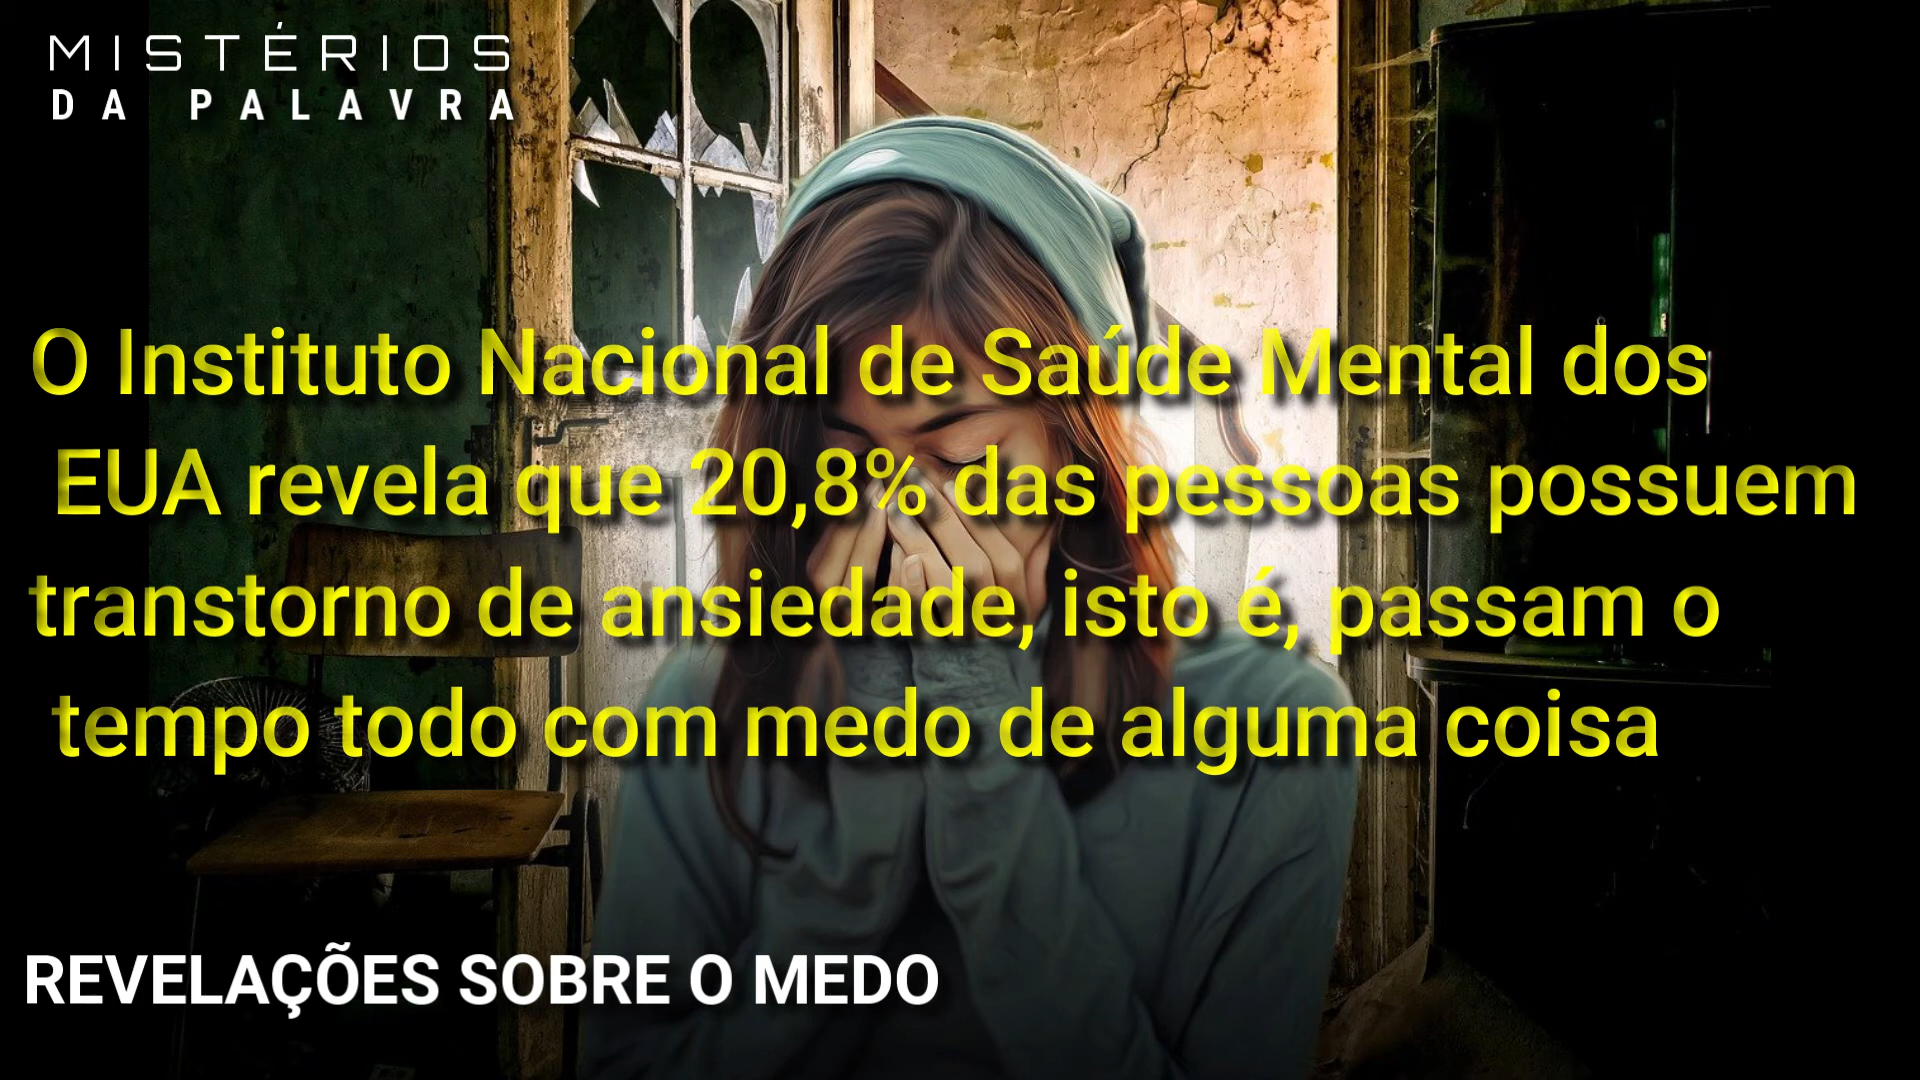 MISTÉRIOS
DA PALAVRA
O Instituto Nacional de Saúde Mental dos
EUA revela que 20,8% das pessoas possuem
transtorno de ansiedade, isto é, passam o
tempo todo com medo de alguma coisa
REVELAÇÕES SOBRE O MEDO